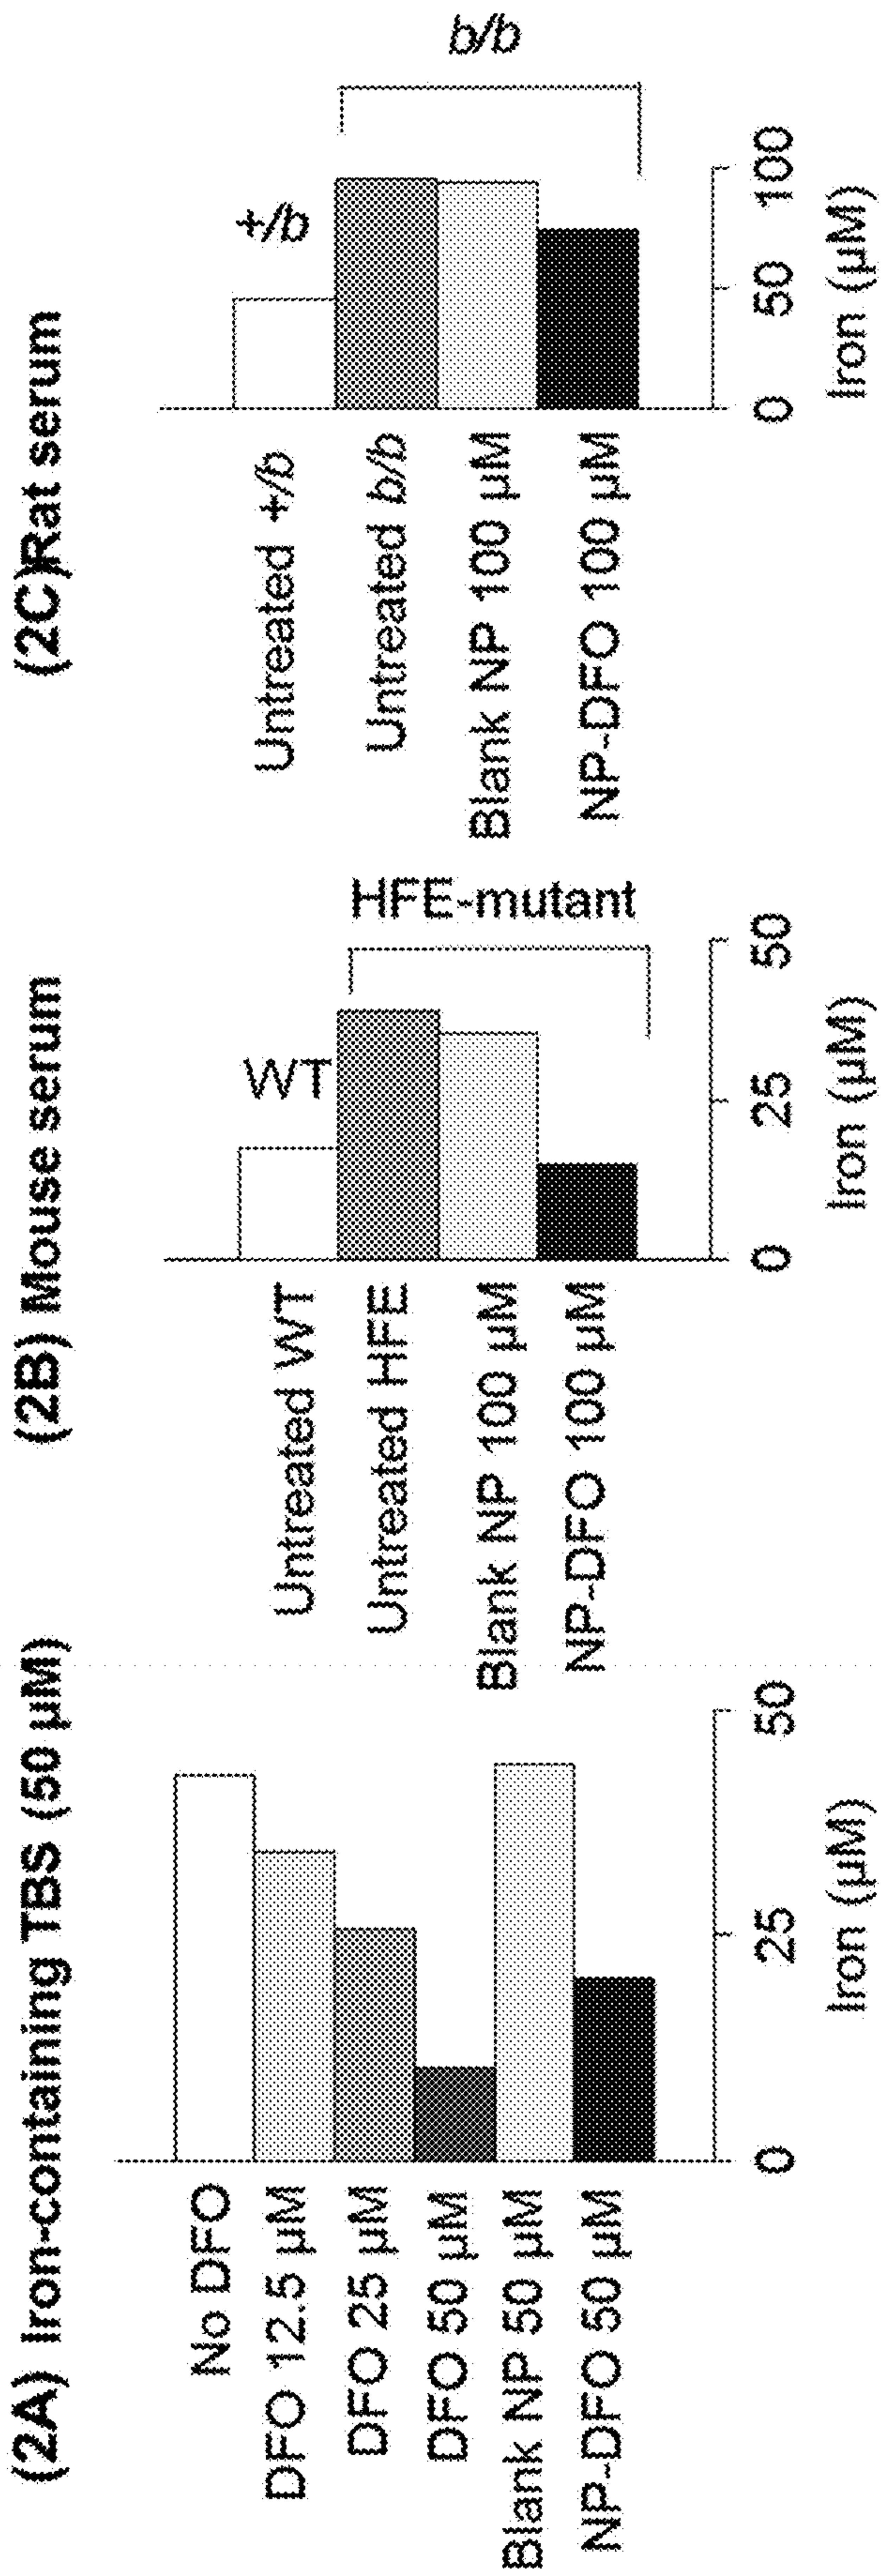 (2A) Iron-containing TBS (50 µM)
No DFO
DFO 12.5 µM
DFO 25 µM
DFO 50 µM
Blank NP 50 µM
NP-DFO 50 µM
0 25 50
Iron (µM)
(2B) Mouse serum
Untreated WT
Untreated HFE
Blank NP 100 µM
NP-DFO 100 µM
WT
HFE-mutant
0 25 50
Iron (µM)
(2C)Rat serum
Untreated +/b
Untreated b/b
Blank NP 100 µM
NP-DFO 100 µM
+/b
b/b
0 50 100
Iron (µM)